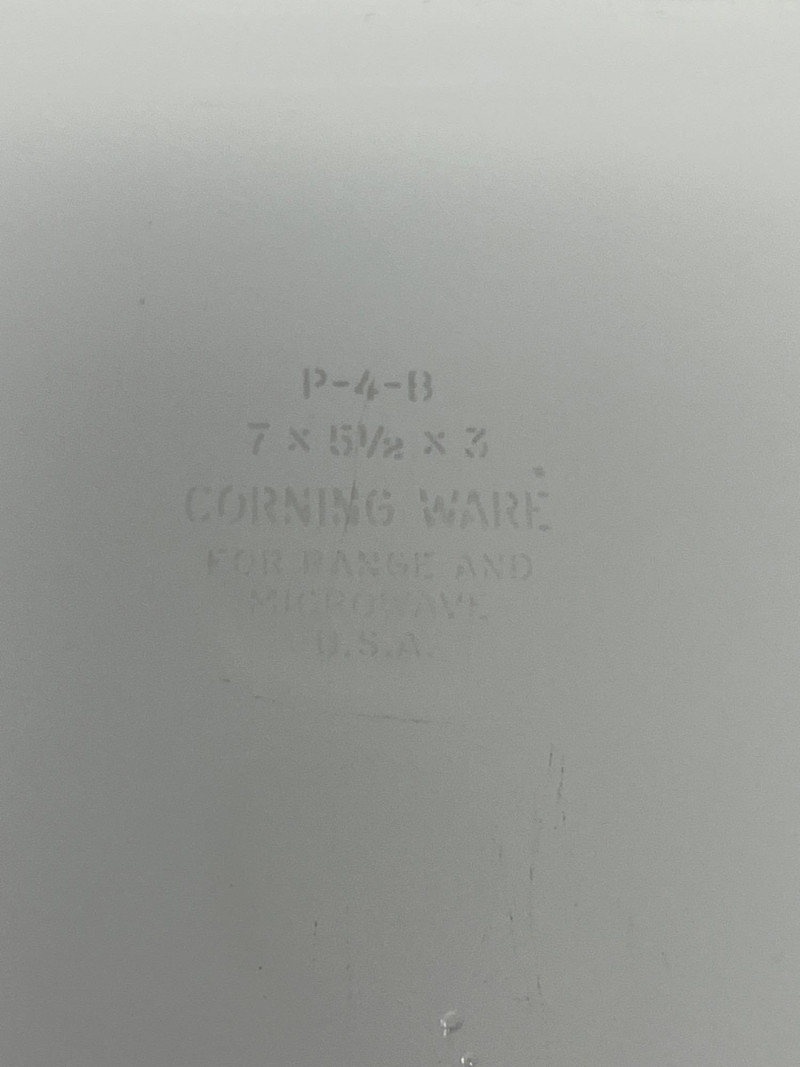 P-4-B
7 x 5½ x 3
CORNING WARE
FOR RANGE AND
MICROWAVE
U.S.A.